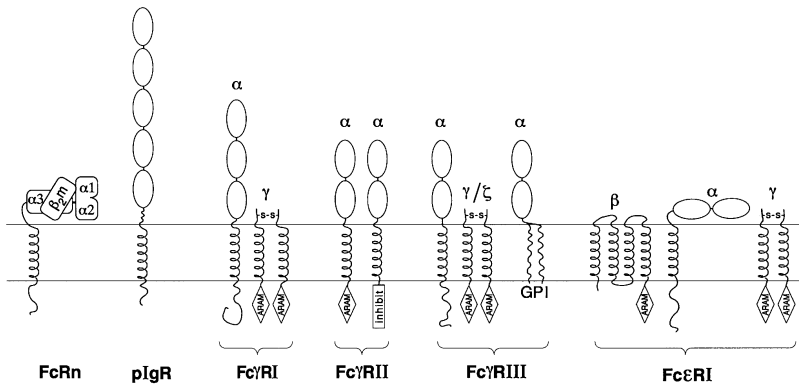 α
α α α α
α3 β2m α1
α2
γ
-s-s-
γ/ζ
-s-s-
β
α
γ
-s-s-
GPI
ARAM ARAM ARAM inhibit ARAM ARAM ARAM ARAM ARAM
FcRn pIgR FcγRI FcγRII FcγRIII FcεRI